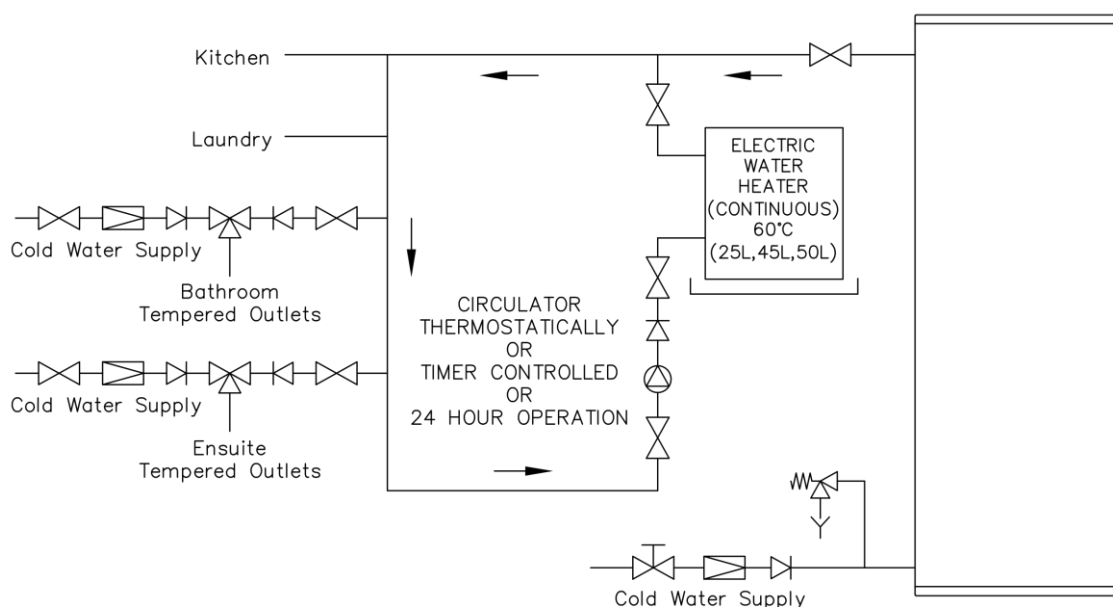 Kitchen
Laundry
Cold Water Supply
Bathroom
Tempered Outlets
Cold Water Supply
Ensuite
Tempered Outlets
CIRCULATOR
THERMOSTATICALLY
OR
TIMER CONTROLLED
OR
24 HOUR OPERATION
ELECTRIC
WATER
HEATER
(CONTINUOUS)
60°C
(25L,45L,50L)
Cold Water Supply